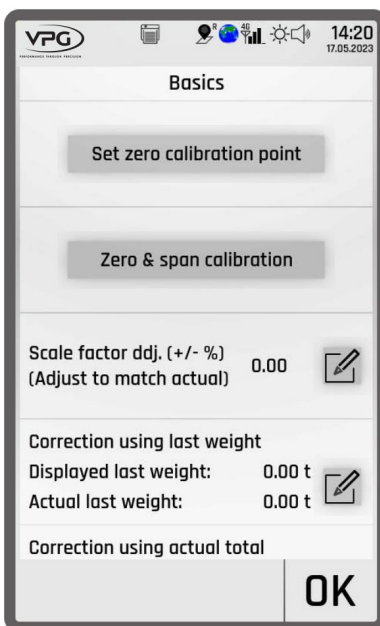 VPG
PERFORMANCE THROUGH PRECISION
R
4G
14:20
17.05.2023
Basics
Set zero calibration point
Zero & span calibration
Scale factor ddj. (+/- %)
(Adjust to match actual)
0.00
Correction using last weight
Displayed last weight: 0.00 t
Actual last weight: 0.00 t
Correction using actual total
OK